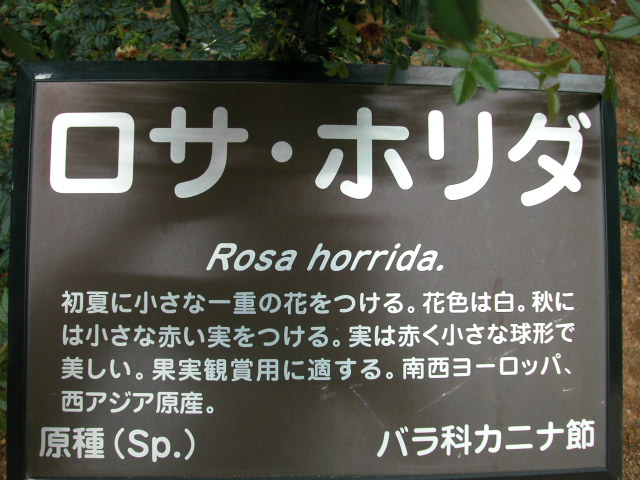 ロサ・ホリダ
Rosa horrida.
初夏に小さな一重の花をつける。花色は白。秋に
は小さな赤い実をつける。実は赤く小さな球形で
美しい。果実観賞用に適する。南西ヨーロッパ、
西アジア原産。
原種(Sp.) バラ科カニナ節